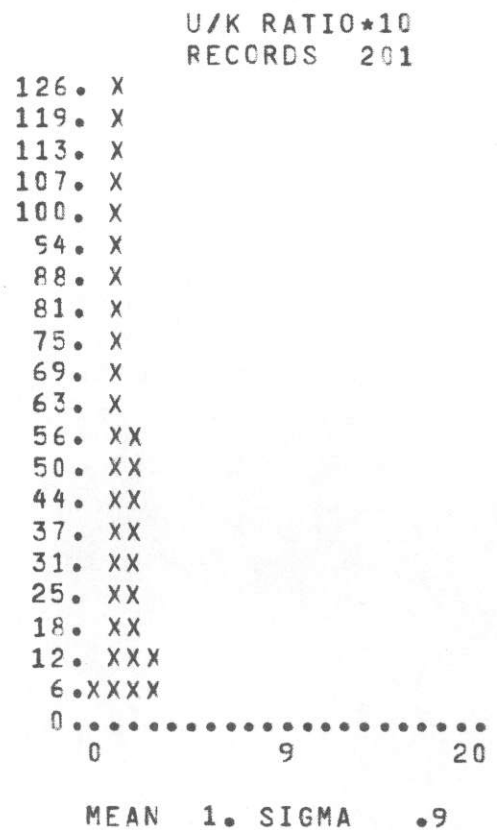 U/K RATIO*10
RECORDS 201
126. X
119. X
113. X
107. X
100. X
94. X
88. X
81. X
75. X
69. X
63. X
56. XX
50. XX
44. XX
37. XX
31. XX
25. XX
18. XX
12. XXX
6.XXXX
0.......................
0 9 20
MEAN 1. SIGMA .9